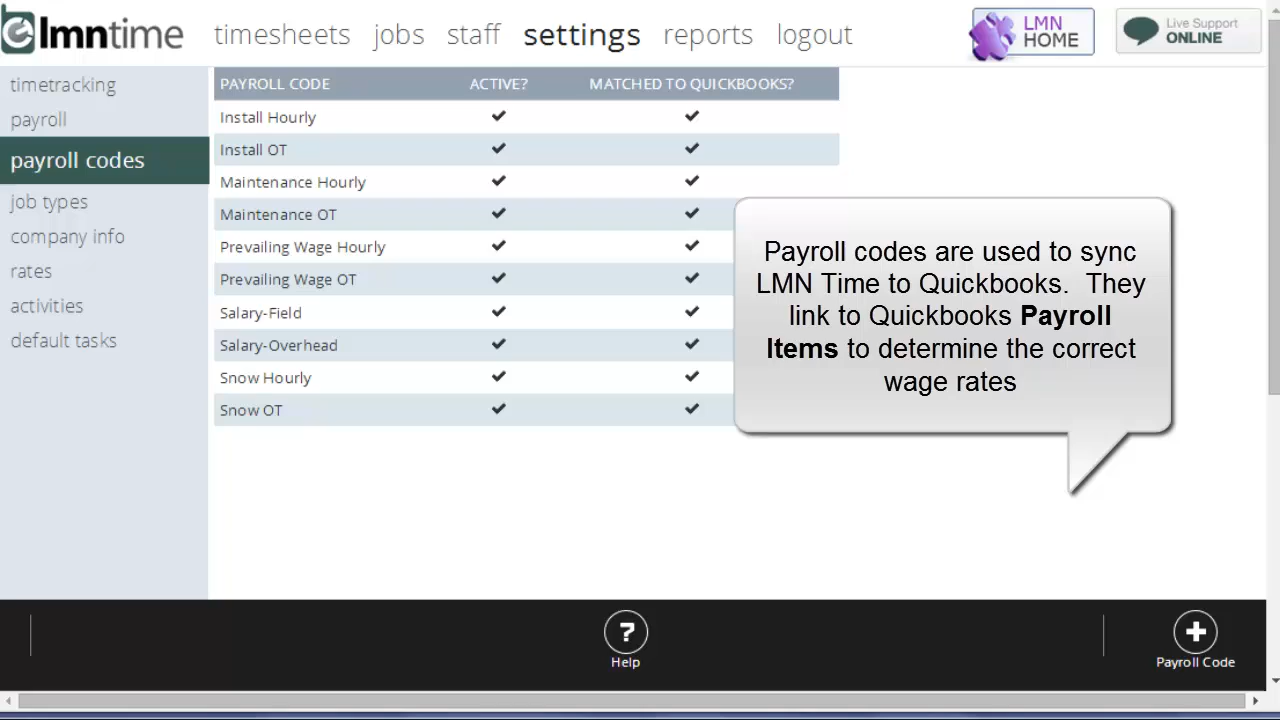 lmntime timesheets jobs staff settings reports logout LMN HOME Live Support ONLINE
timetracking
payroll
payroll codes
job types
company info
rates
activities
default tasks
PAYROLL CODE ACTIVE? MATCHED TO QUICKBOOKS?
Install Hourly ✔ ✔
Install OT ✔ ✔
Maintenance Hourly ✔ ✔
Maintenance OT ✔ ✔
Prevailing Wage Hourly ✔ ✔
Prevailing Wage OT ✔ ✔
Salary-Field ✔ ✔
Salary-Overhead ✔ ✔
Snow Hourly ✔ ✔
Snow OT ✔ ✔
Payroll codes are used to sync
LMN Time to Quickbooks. They
link to Quickbooks Payroll
Items to determine the correct
wage rates
? Help
+ Payroll Code